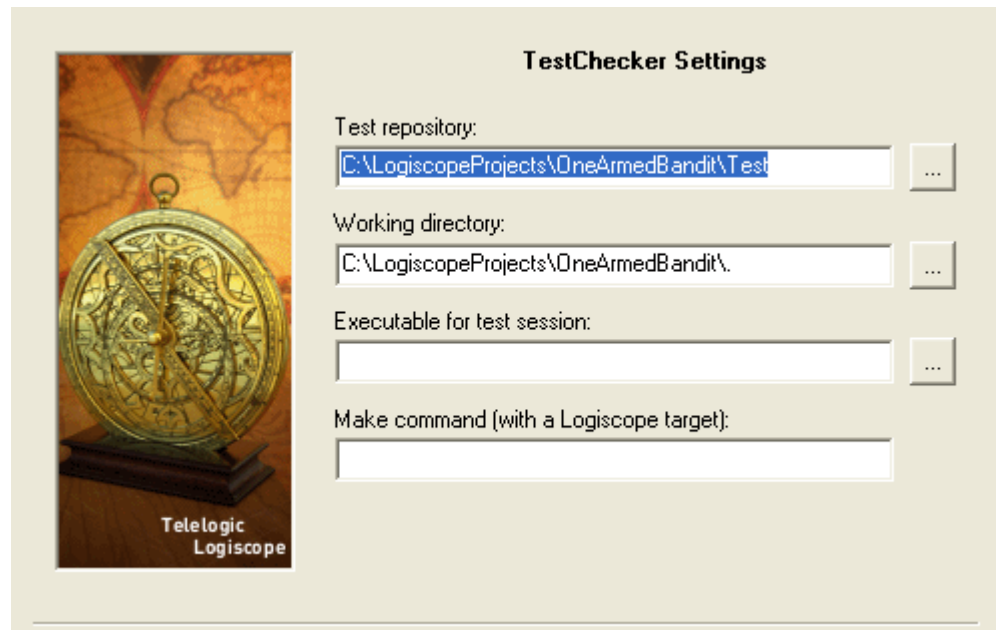 TestChecker Settings
Test repository:
C:\LogiscopeProjects\OneArmedBandit\Test
...
Working directory:
C:\LogiscopeProjects\OneArmedBandit\.
...
Executable for test session:
...
Make command (with a Logiscope target):
Telelogic
Logiscope